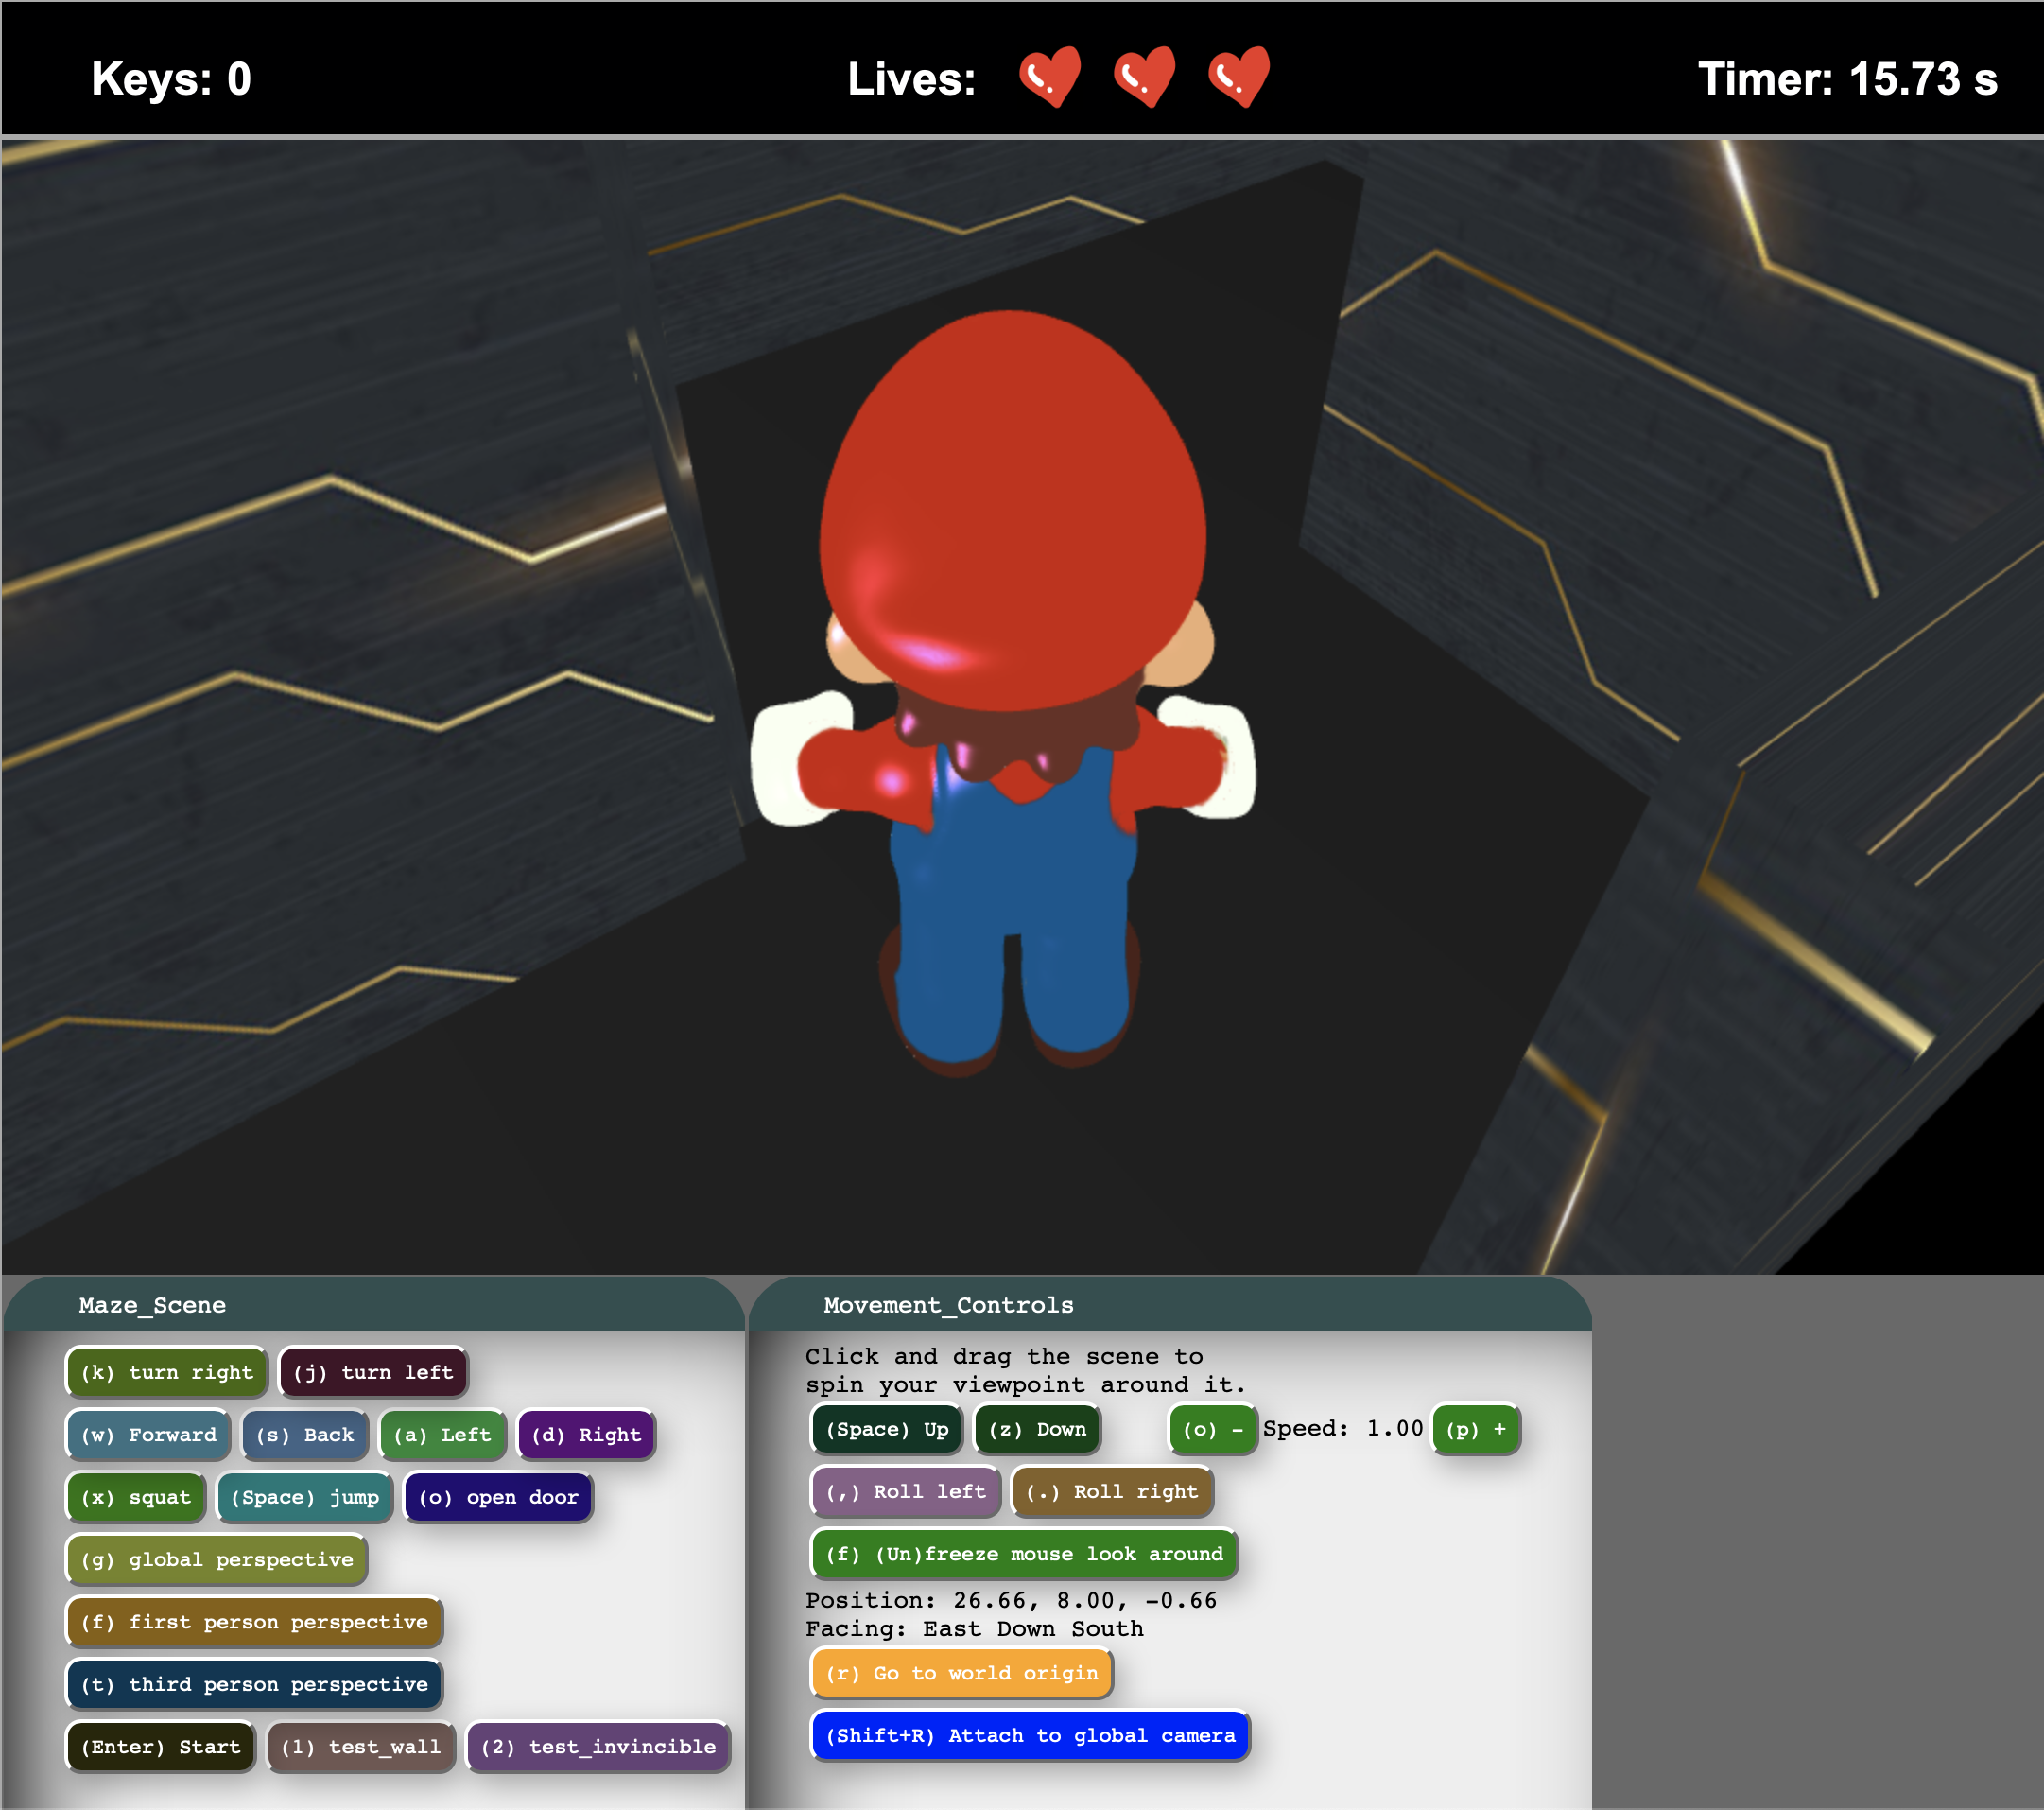 Keys: 0
Lives:
Timer: 15.73 s
Maze_Scene
(k) turn right (j) turn left
(w) Forward (s) Back (a) Left (d) Right
(x) squat (Space) jump (o) open door
(g) global perspective
(f) first person perspective
(t) third person perspective
(Enter) Start (1) test_wall (2) test_invincible
Movement_Controls
Click and drag the scene to
spin your viewpoint around it.
(Space) Up (z) Down (o) - Speed: 1.00 (p) +
(,) Roll left (.) Roll right
(f) (Un)freeze mouse look around
Position: 26.66, 8.00, -0.66
Facing: East Down South
(r) Go to world origin
(Shift+R) Attach to global camera